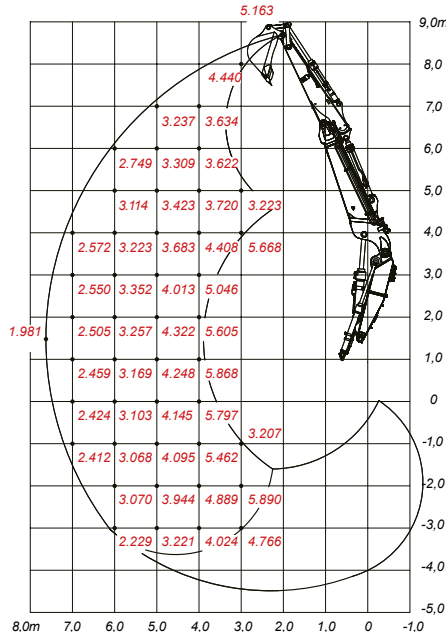 5.163
9,0m
4.440
8,0
7,0
3.237 3.634
6,0
2.749 3.309 3.622
5,0
3.114 3.423 3.720 3.223
4,0
2.572 3.223 3.683 4.408 5.668
3,0
2.550 3.352 4.013 5.046
2,0
1.981
2.505 3.257 4.322 5.605
1,0
2.459 3.169 4.248 5.868
0
2.424 3.103 4.145 5.797
3.207
-1,0
2.412 3.068 4.095 5.462
-2,0
3.070 3.944 4.889 5.890
-3,0
2.229 3.221 4.024 4.766
-4,0
-5,0
8,0m 7,0 6,0 5,0 4,0 3,0 2,0 1,0 0 -1,0